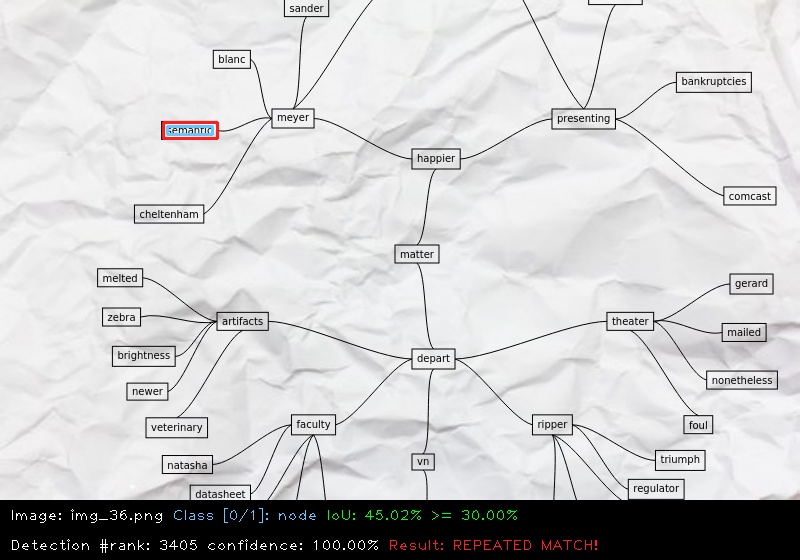 sander
blanc
bankruptcies
semantic
meyer
presenting
happier
comcast
cheltenham
matter
melted
gerard
zebra
artifacts
theater
mailed
brightness
depart
nonetheless
newer
veterinary
faculty
ripper
foul
natasha
vn
triumph
datasheet
regulator
Image: img_36.png Class [0/1]: node IoU: 45.02% >= 30.00%
Detection #rank: 3405 confidence: 100.00% Result: REPEATED MATCH!